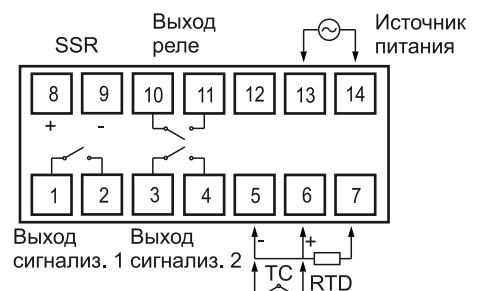 SSR
Выход
реле
Источник
питания
8 9 10 11 12 13 14
+ -
1 2 3 4 5 6 7
Выход
сигнализ. 1
Выход
сигнализ. 2
- +
TC
RTD